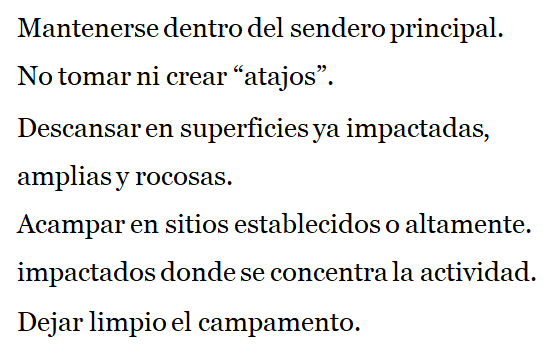 Mantenerse dentro del sendero principal.
No tomar ni crear “atajos”.
Descansar en superficies ya impactadas,
amplias y rocosas.
Acampar en sitios establecidos o altamente.
impactados donde se concentra la actividad.
Dejar limpio el campamento.